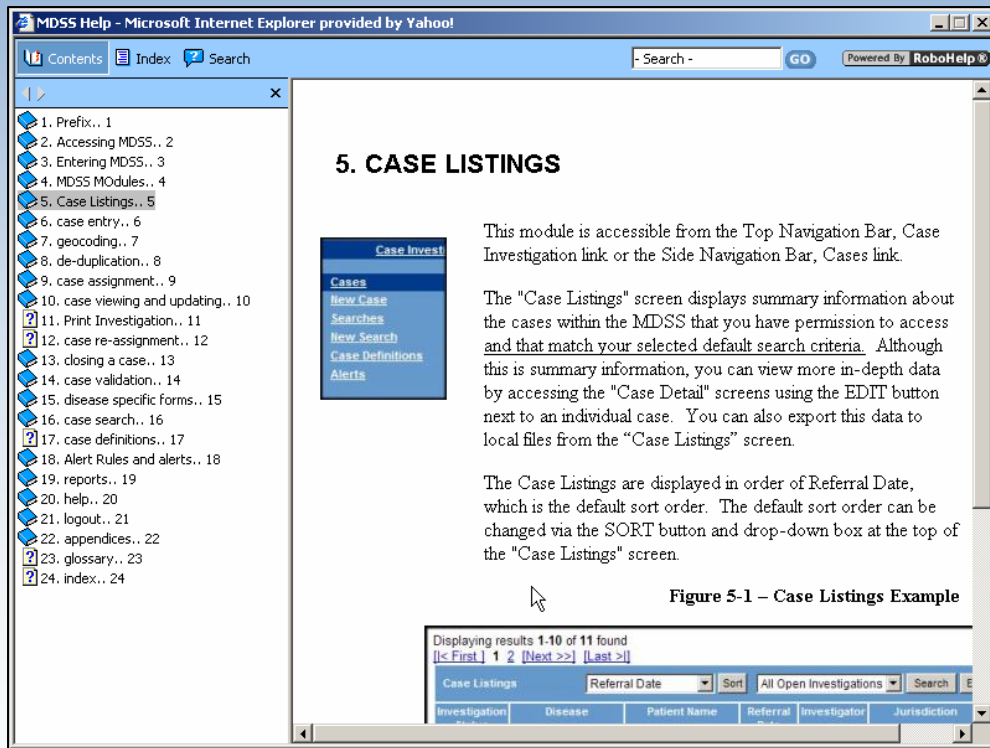 MDSS Help - Microsoft Internet Explorer provided by Yahoo!
Contents Index Search - Search - GO Powered By RoboHelp®
1. Prefix.. 1
2. Accessing MDSS.. 2
3. Entering MDSS.. 3
4. MDSS MOdules.. 4
5. Case Listings.. 5
6. case entry.. 6
7. geocoding.. 7
8. de-duplication.. 8
9. case assignment.. 9
10. case viewing and updating.. 10
11. Print Investigation.. 11
12. case re-assignment.. 12
13. closing a case.. 13
14. case validation.. 14
15. disease specific forms.. 15
16. case search.. 16
17. case definitions.. 17
18. Alert Rules and alerts.. 18
19. reports.. 19
20. help.. 20
21. logout.. 21
22. appendices.. 22
23. glossary.. 23
24. index.. 24
5. CASE LISTINGS
Case Investi
Cases
New Case
Searches
New Search
Case Definitions
Alerts
This module is accessible from the Top Navigation Bar, Case
Investigation link or the Side Navigation Bar, Cases link.
The "Case Listings" screen displays summary information about
the cases within the MDSS that you have permission to access
and that match your selected default search criteria. Although
this is summary information, you can view more in-depth data
by accessing the "Case Detail" screens using the EDIT button
next to an individual case. You can also export this data to
local files from the “Case Listings” screen.
The Case Listings are displayed in order of Referral Date,
which is the default sort order. The default sort order can be
changed via the SORT button and drop-down box at the top of
the "Case Listings" screen.
Figure 5-1 – Case Listings Example
Displaying results 1-10 of 11 found
[|< First ] 1 2 [Next >>] [Last >|]
Case Listings Referral Date Sort All Open Investigations Search E
Investigation Disease Patient Name Referral Investigator Jurisdiction